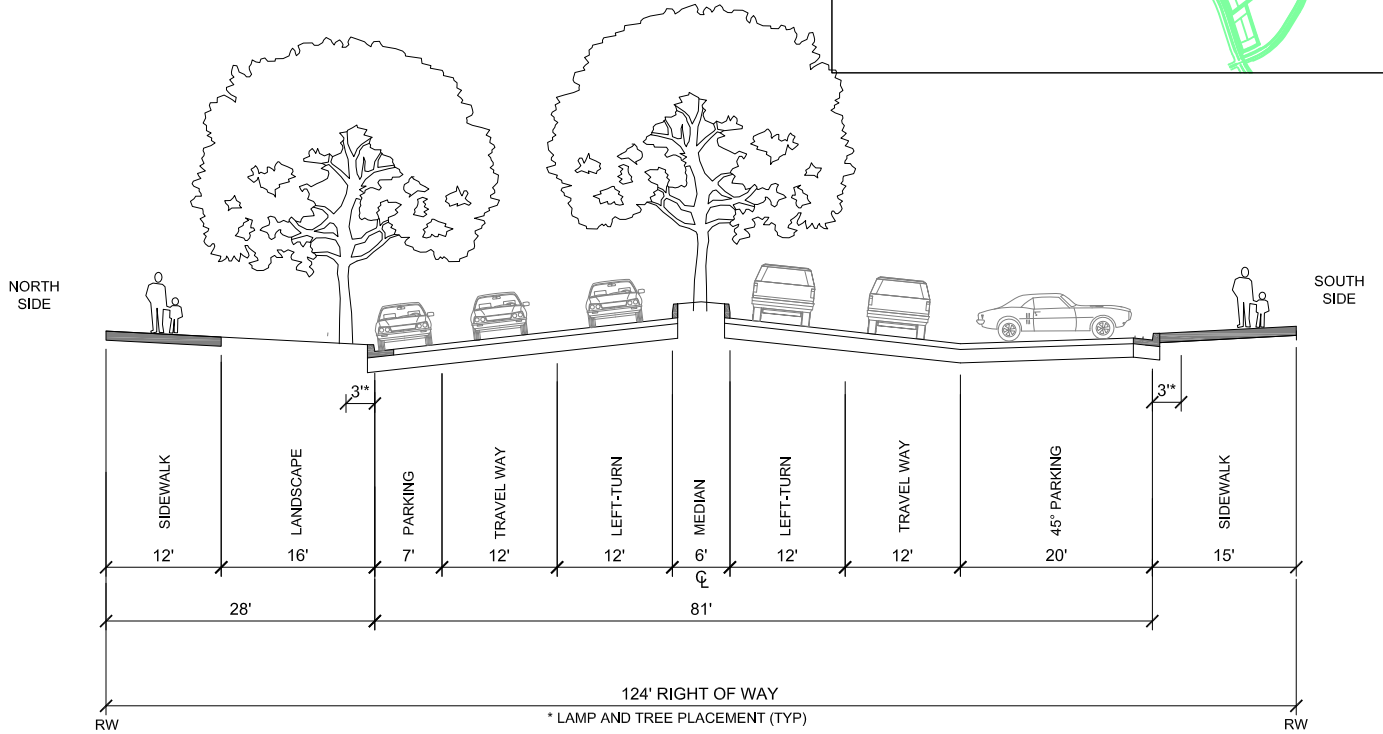 NORTH
SIDE
SOUTH
SIDE
3'*
3'*
SIDEWALK
LANDSCAPE
PARKING
TRAVEL WAY
LEFT-TURN
MEDIAN
LEFT-TURN
TRAVEL WAY
45° PARKING
SIDEWALK
12'
16'
7'
12'
12'
6'
12'
12'
20'
15'
℄
28'
81'
124' RIGHT OF WAY
* LAMP AND TREE PLACEMENT (TYP)
RW
RW